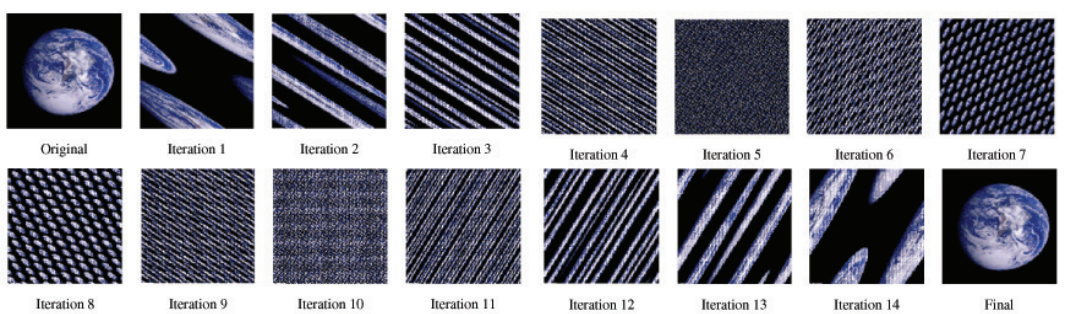 Original
Iteration 1
Iteration 2
Iteration 3
Iteration 4
Iteration 5
Iteration 6
Iteration 7
Iteration 8
Iteration 9
Iteration 10
Iteration 11
Iteration 12
Iteration 13
Iteration 14
Final